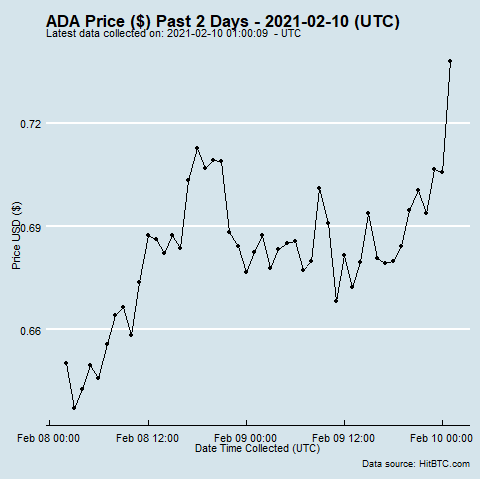 ADA Price ($) Past 2 Days - 2021-02-10 (UTC)
Latest data collected on: 2021-02-10 01:00:09 - UTC
0.72
0.69
0.66
Price USD ($)
Feb 08 00:00 Feb 08 12:00 Feb 09 00:00 Feb 09 12:00 Feb 10 00:00
Date Time Collected (UTC)
Data source: HitBTC.com